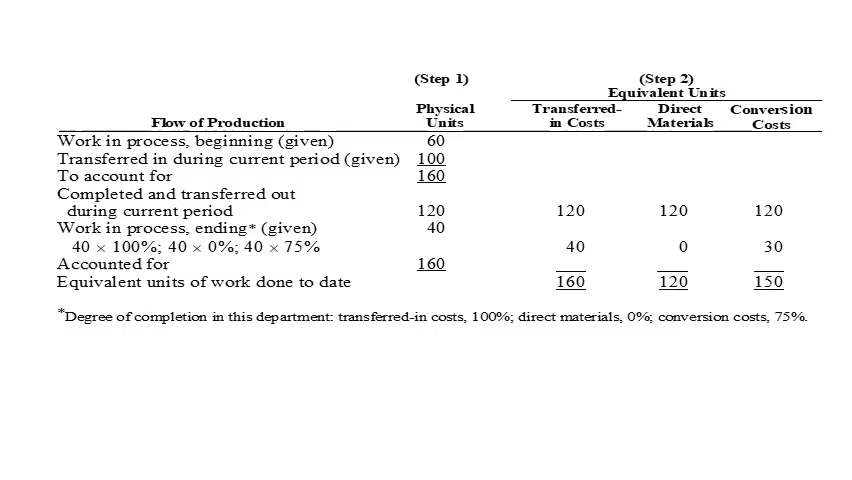 (Step 1) (Step 2)
Equivalent Units
Physical Transferred- Direct Conversion
Flow of Production Units in Costs Materials Costs
Work in process, beginning (given) 60
Transferred in during current period (given) 100
To account for 160
Completed and transferred out
during current period 120 120 120 120
Work in process, ending* (given) 40
40 × 100%; 40 × 0%; 40 × 75% 40 0 30
Accounted for 160
Equivalent units of work done to date 160 120 150
*Degree of completion in this department: transferred-in costs, 100%; direct materials, 0%; conversion costs, 75%.